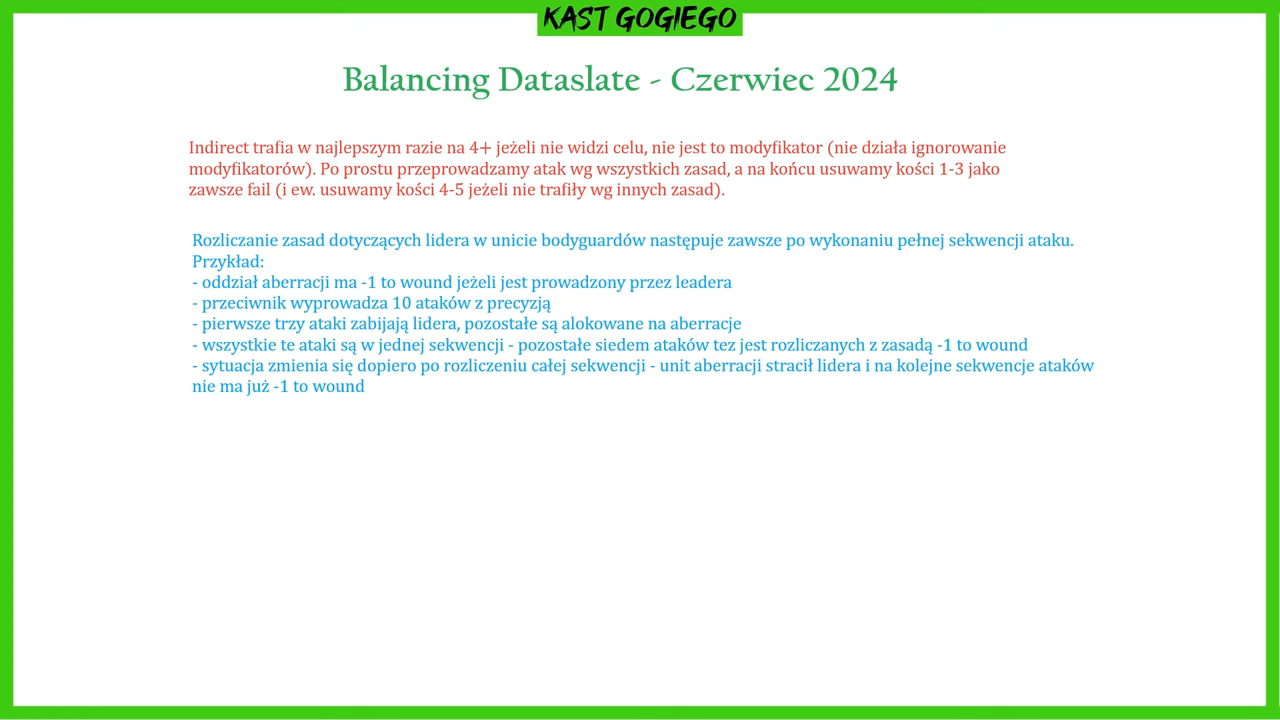 KAST GOGIEGO
Balancing Dataslate - Czerwiec 2024
Indirect trafia w najlepszym razie na 4+ jeżeli nie widzi celu, nie jest to modyfikator (nie działa ignorowanie
modyfikatorów). Po prostu przeprowadzamy atak wg wszystkich zasad, a na końcu usuwamy kości 1-3 jako
zawsze fail (i ew. usuwamy kości 4-5 jeżeli nie trafiły wg innych zasad).
Rozliczanie zasad dotyczących lidera w unicie bodyguardów następuje zawsze po wykonaniu pełnej sekwencji ataku.
Przykład:
- oddział aberracji ma -1 to wound jeżeli jest prowadzony przez leadera
- przeciwnik wyprowadza 10 ataków z precyzją
- pierwsze trzy ataki zabijają lidera, pozostałe są alokowane na aberracje
- wszystkie te ataki są w jednej sekwencji - pozostałe siedem ataków tez jest rozliczanych z zasadą -1 to wound
- sytuacja zmienia się dopiero po rozliczeniu całej sekwencji - unit aberracji stracił lidera i na kolejne sekwencje ataków
nie ma już -1 to wound